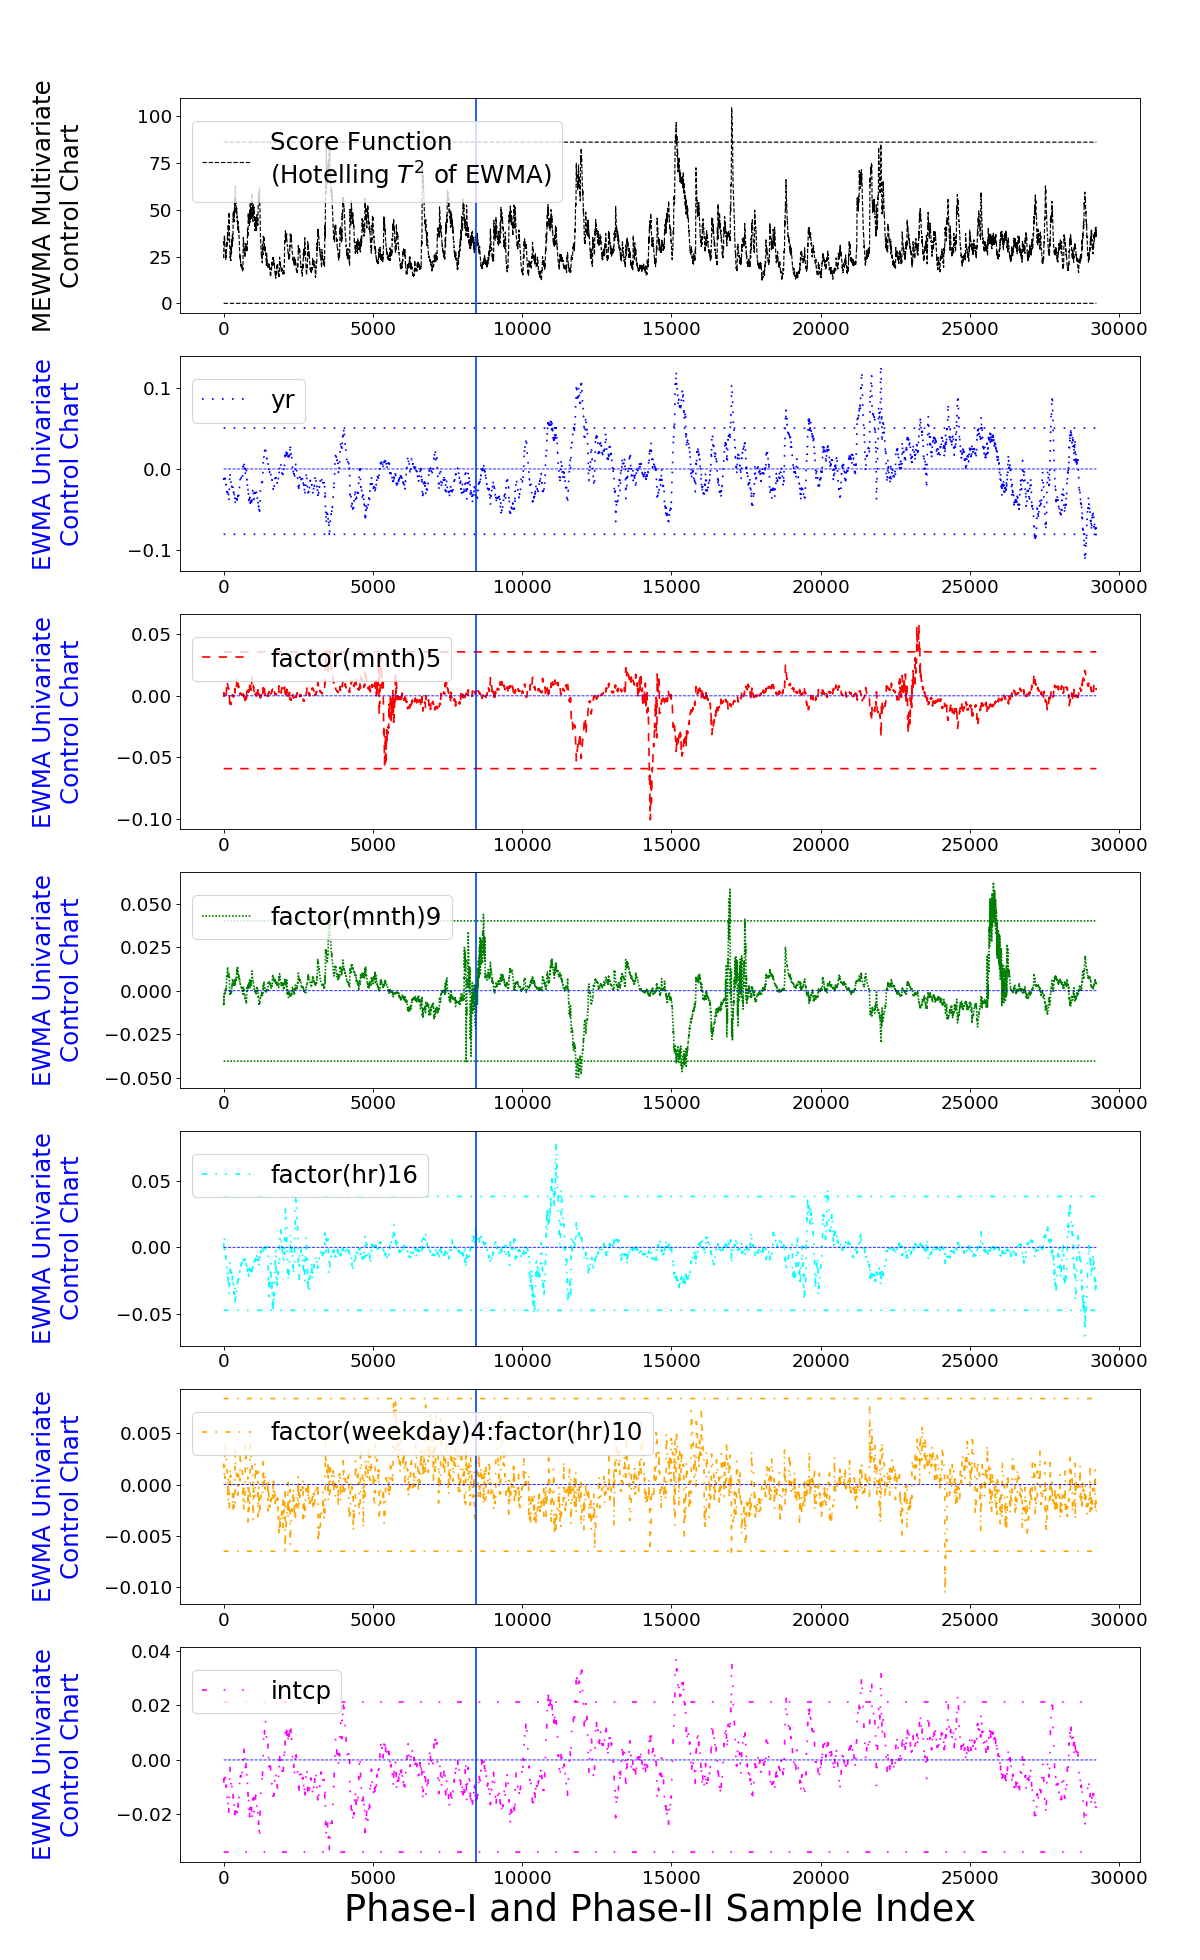 MEWMA Multivariate
Control Chart
100
75
50
25
0
Score Function
(Hotelling T² of EWMA)
0 5000 10000 15000 20000 25000 30000
EWMA Univariate
Control Chart
0.1
0.0
−0.1
yr
0 5000 10000 15000 20000 25000 30000
EWMA Univariate
Control Chart
0.05
0.00
−0.05
−0.10
factor(mnth)5
0 5000 10000 15000 20000 25000 30000
EWMA Univariate
Control Chart
0.050
0.025
0.000
−0.025
−0.050
factor(mnth)9
0 5000 10000 15000 20000 25000 30000
EWMA Univariate
Control Chart
0.05
0.00
−0.05
factor(hr)16
0 5000 10000 15000 20000 25000 30000
EWMA Univariate
Control Chart
0.005
0.000
−0.005
−0.010
factor(weekday)4:factor(hr)10
0 5000 10000 15000 20000 25000 30000
EWMA Univariate
Control Chart
0.04
0.02
0.00
−0.02
intcp
0 5000 10000 15000 20000 25000 30000
Phase-I and Phase-II Sample Index